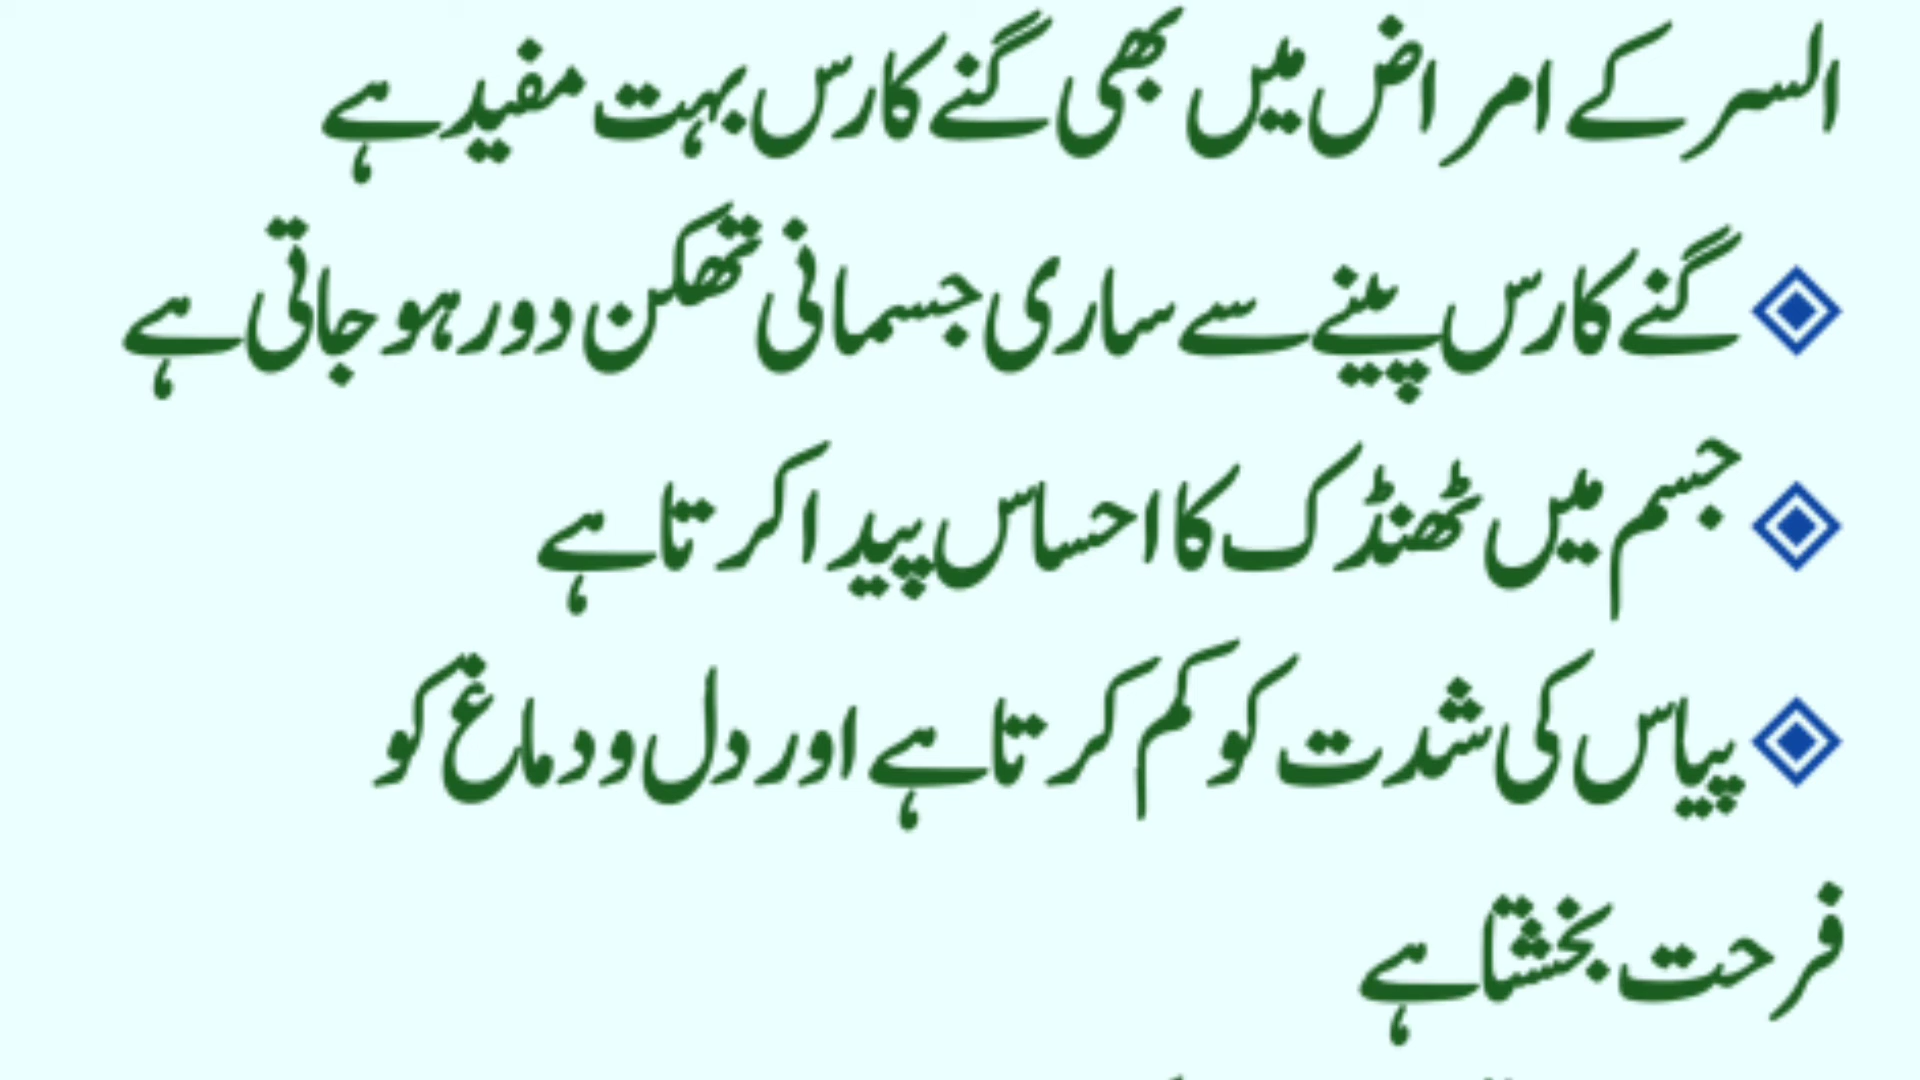 السر کے امراض میں بھی گنے کا رس بہت مفید ہے
گنے کا رس پینے سے ساری جسمانی تھکن دور ہو جاتی ہے
جسم میں ٹھنڈک کا احساس پیدا کرتا ہے
پیاس کی شدت کو کم کرتا ہے اور دل و دماغ کو
فرحت بخشتا ہے